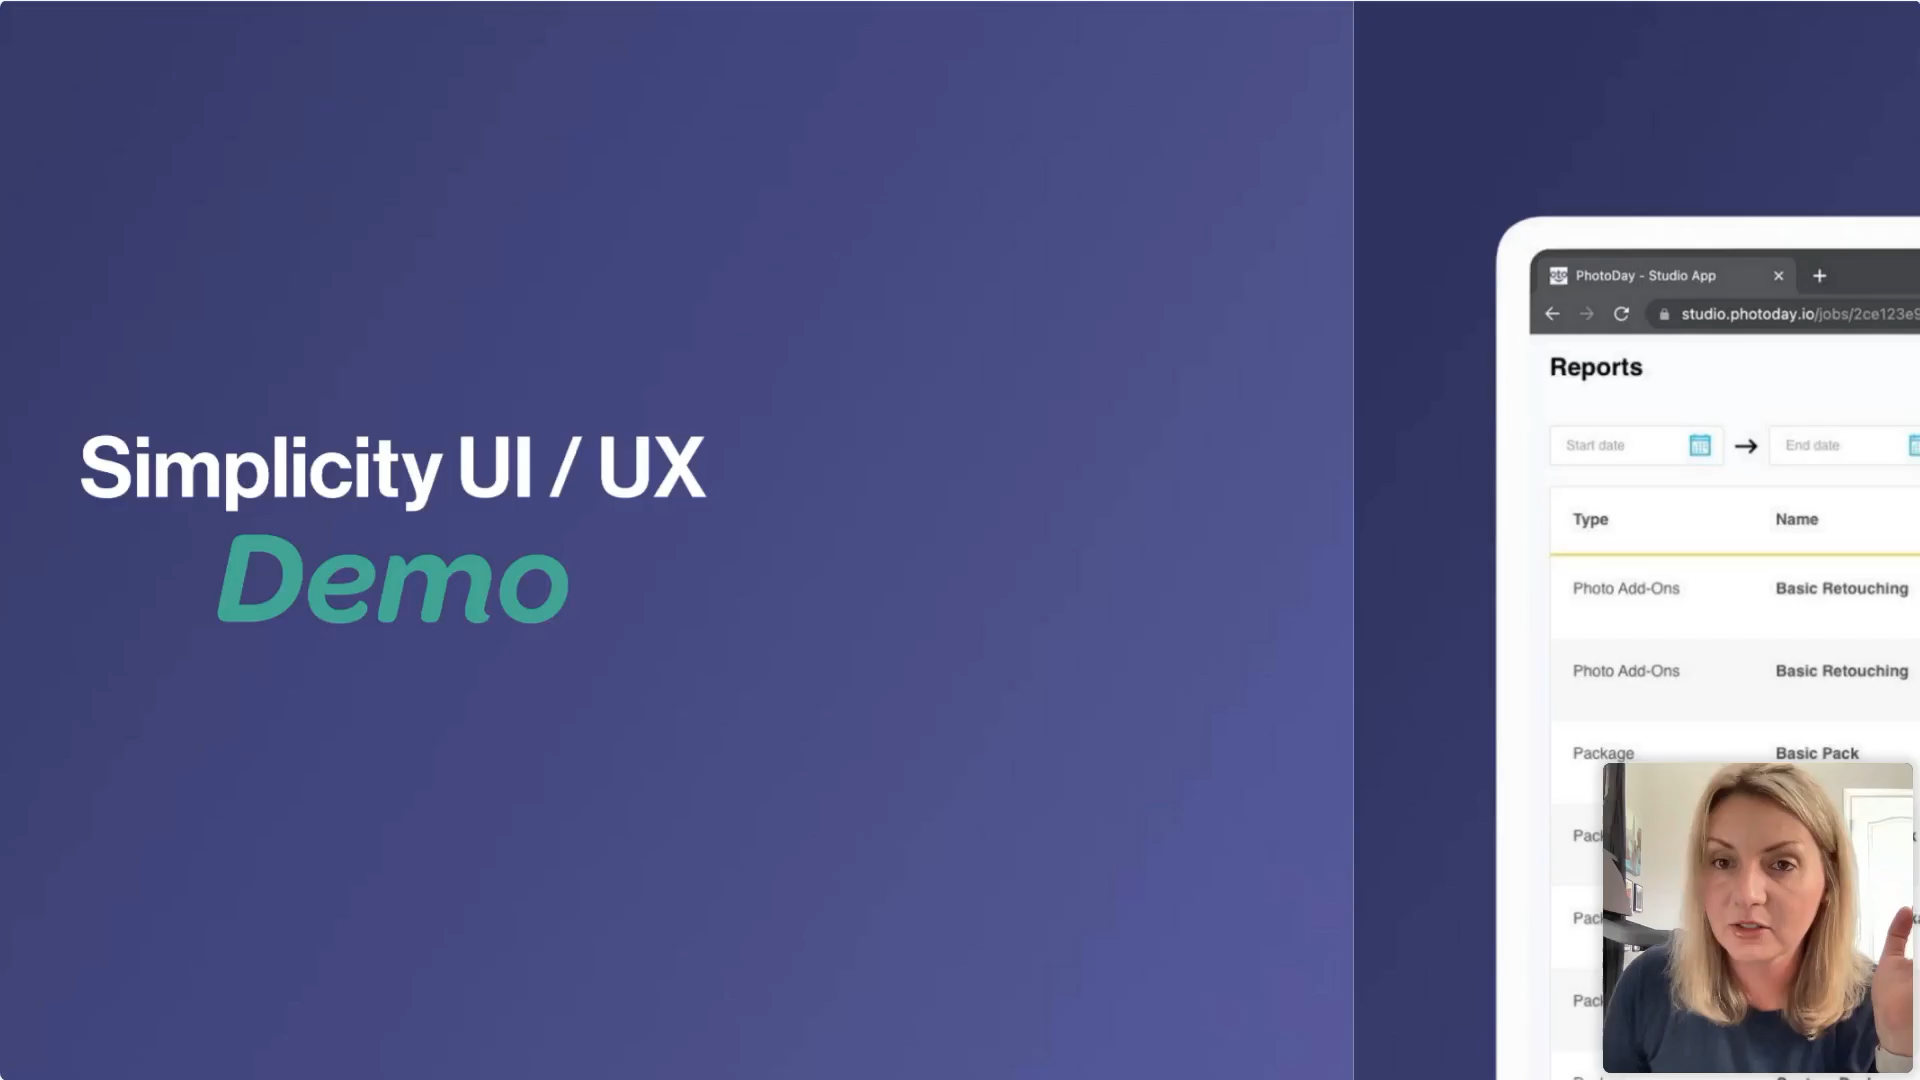 Simplicity UI / UX
Demo
PhotoDay - Studio App
studio.photoday.io/jobs/2ce123e9
Reports
Start date
End date
Type Name
Photo Add-Ons Basic Retouching
Photo Add-Ons Basic Retouching
Package Basic Pack